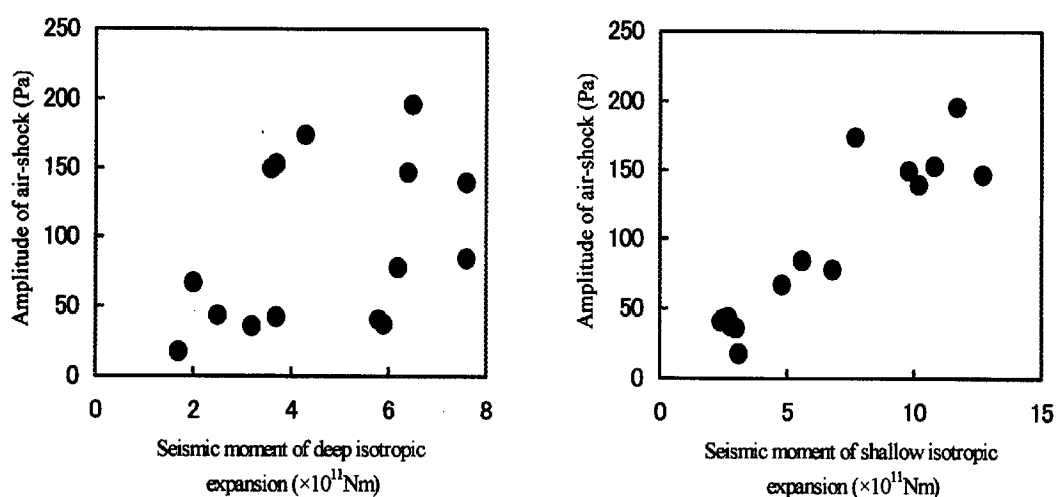 Amplitude of air-shock (Pa)
250
200
150
100
50
0
0 2 4 6 8
Seismic moment of deep isotropic
expansion (×10¹¹Nm)
Amplitude of air-shock (Pa)
250
200
150
100
50
0
0 5 10 15
Seismic moment of shallow isotropic
expansion (×10¹¹Nm)